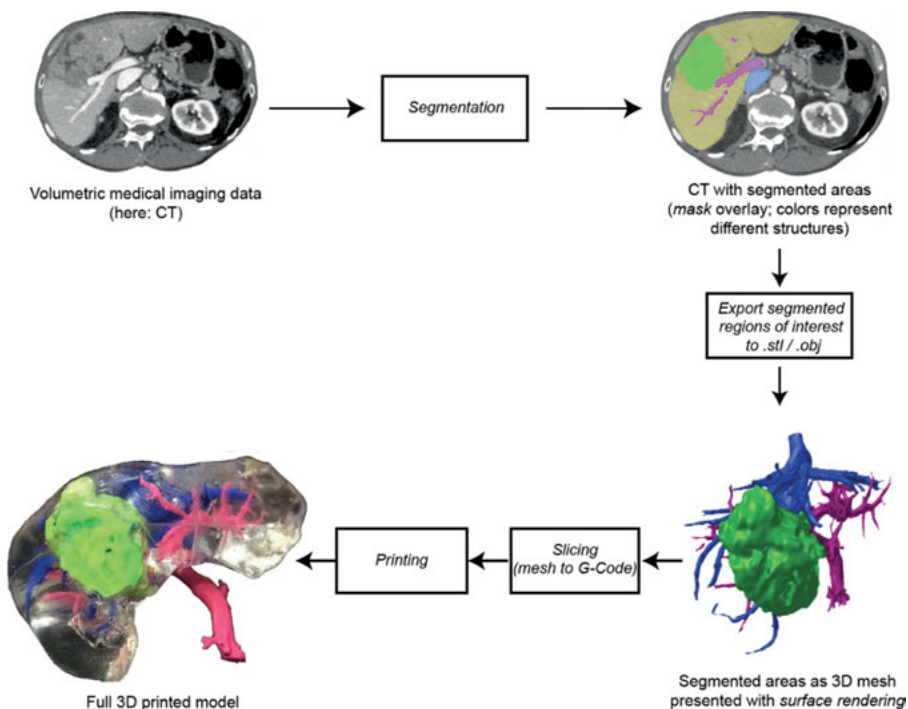 Segmentation
Volumetric medical imaging data
(here: CT)
CT with segmented areas
(mask overlay; colors represent
different structures)
Export segmented
regions of interest
to .stl / .obj
Slicing
(mesh to G-Code)
Printing
Segmented areas as 3D mesh
presented with surface rendering
Full 3D printed model